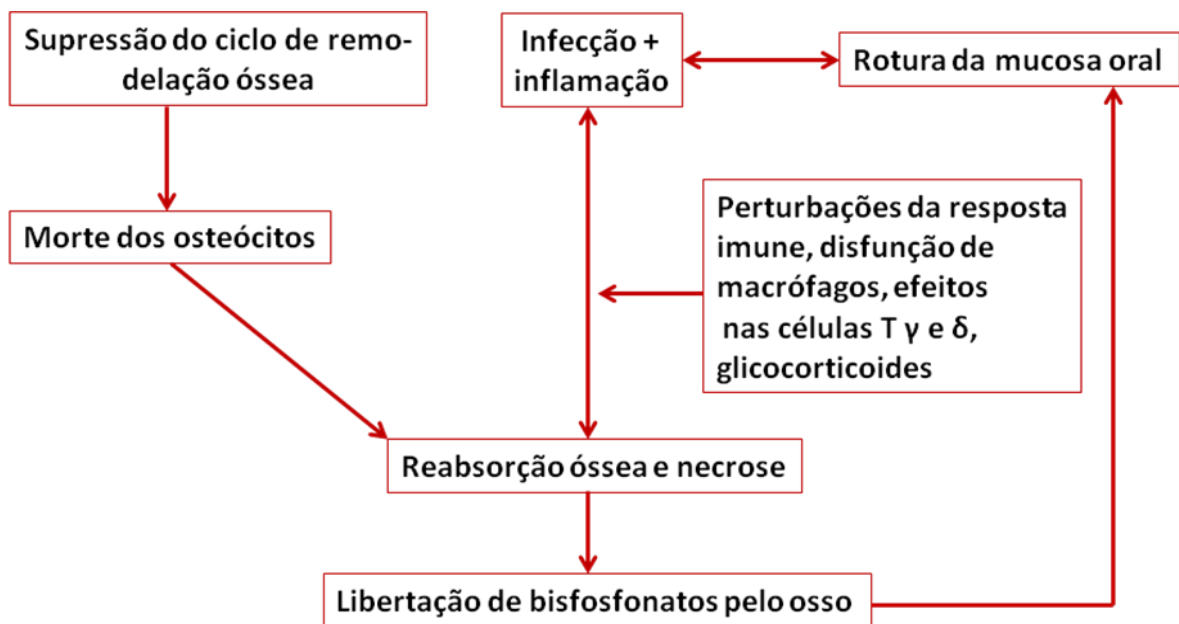 Supressão do ciclo de remo-
delação óssea
Infecção +
inflamação
Rotura da mucosa oral
Morte dos osteócitos
Perturbações da resposta
imune, disfunção de
macrófagos, efeitos
nas células T γ e δ,
glicocorticoides
Reabsorção óssea e necrose
Libertação de bisfosfonatos pelo osso